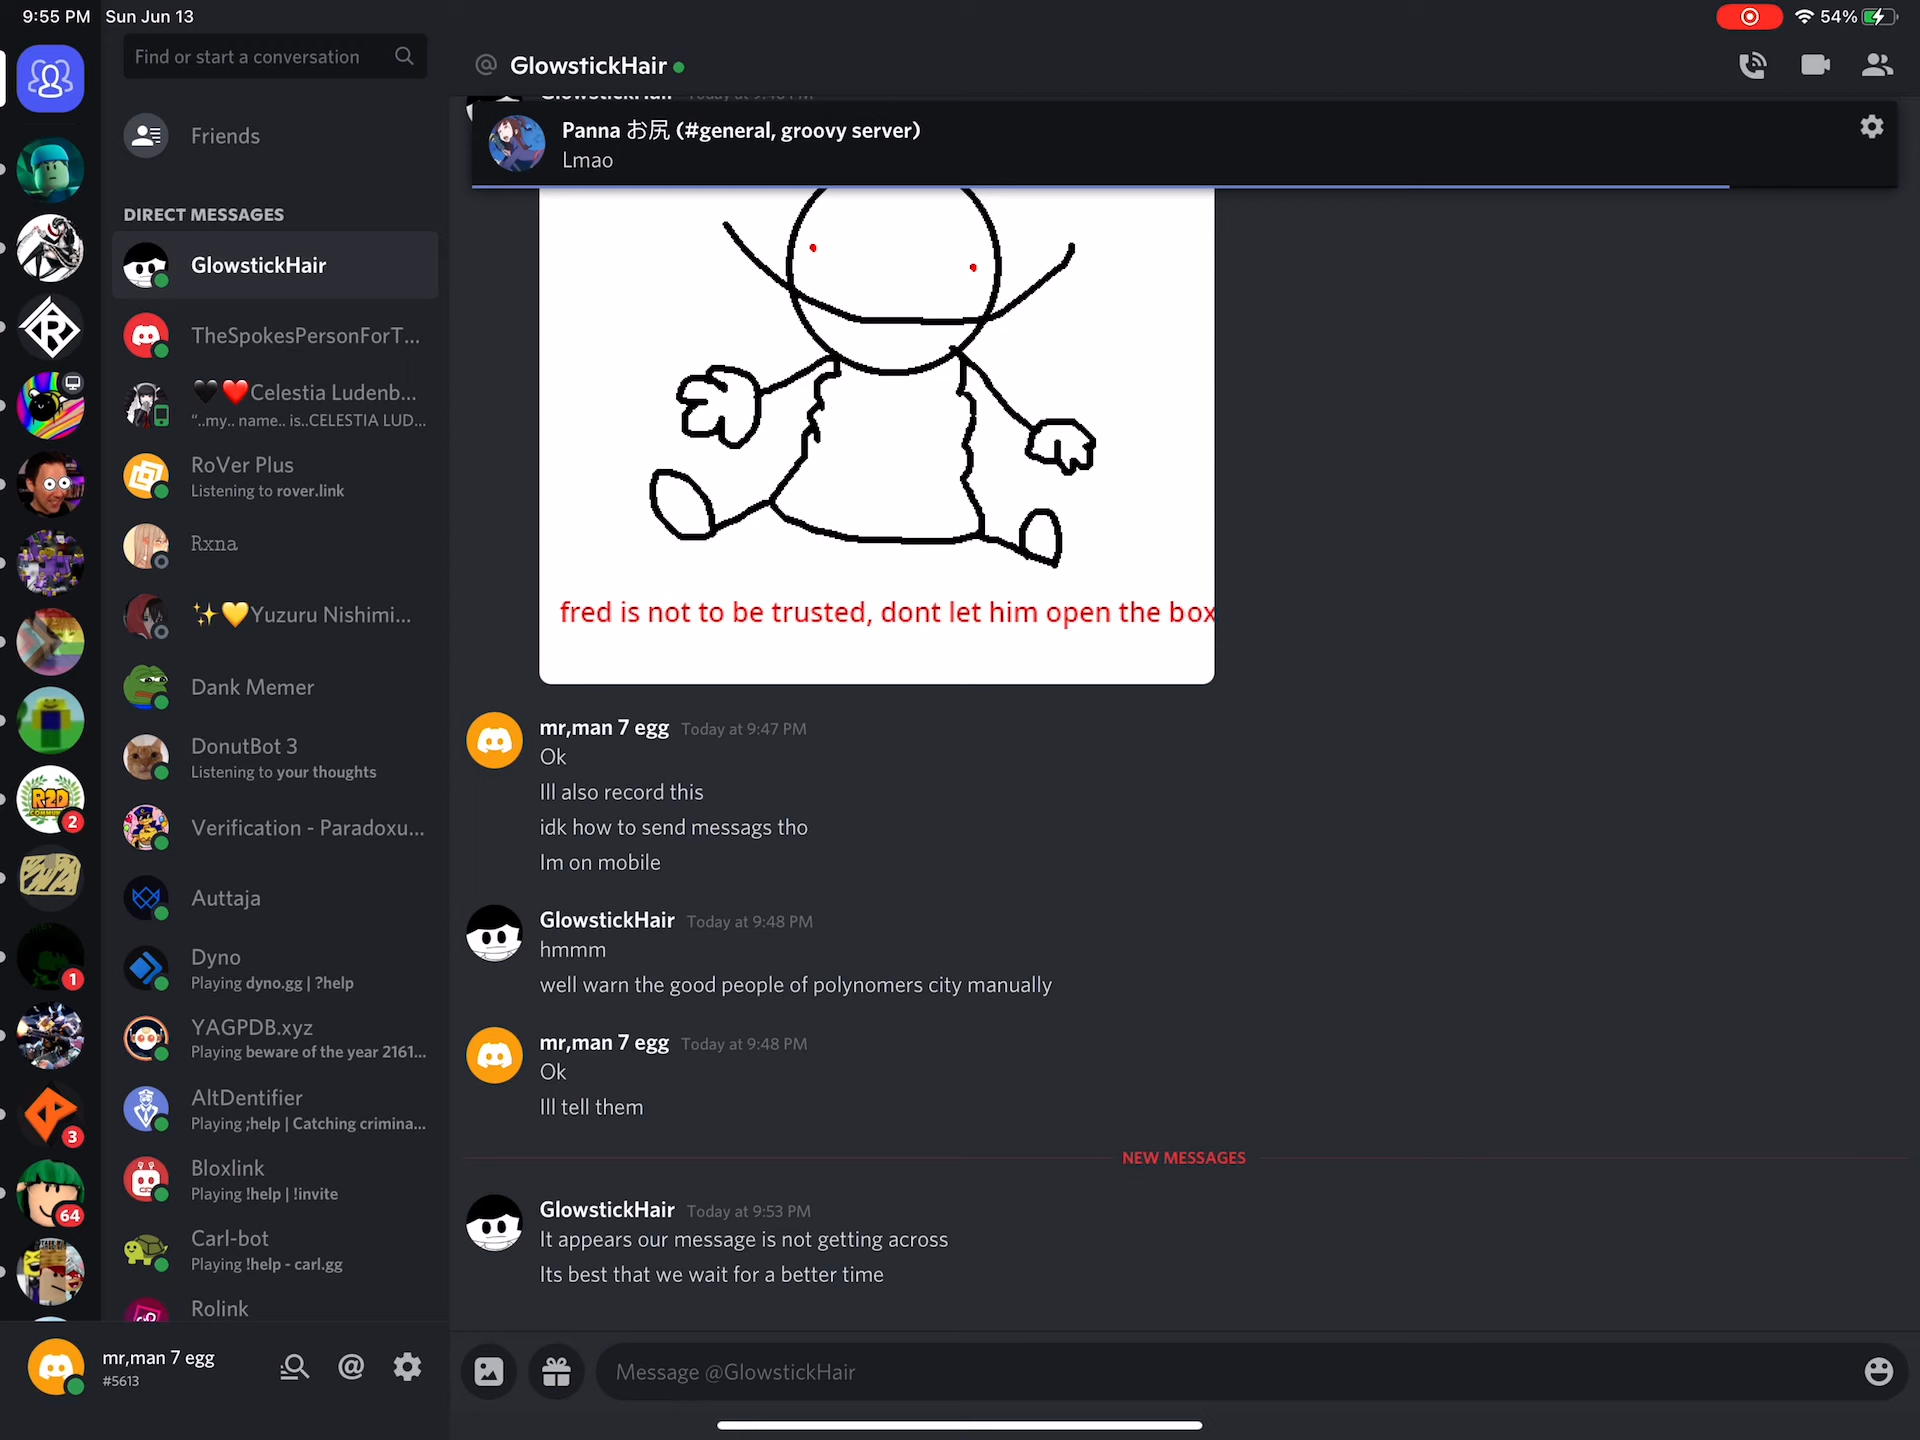 9:55 PM Sun Jun 13
54%
Find or start a conversation
Friends
DIRECT MESSAGES
GlowstickHair
TheSpokesPersonForT...
🖤❤️Celestia Ludenb...
“..my.. name.. is..CELESTIA LUD...
RoVer Plus
Listening to rover.link
Rxna
✨💛Yuzuru Nishimi...
Dank Memer
DonutBot 3
Listening to your thoughts
Verification - Paradoxu...
Auttaja
Dyno
Playing dyno.gg | ?help
YAGPDB.xyz
Playing beware of the year 2161...
AltDentifier
Playing ;help | Catching crimina...
Bloxlink
Playing !help | !invite
Carl-bot
Playing !help - carl.gg
Rolink
R2D
2
1
3
64
mr,man 7 egg
#5613
@ GlowstickHair
GlowstickHair Today at 9:46 PM
Panna お尻 (#general, groovy server)
Lmao
fred is not to be trusted, dont let him open the box
mr,man 7 egg Today at 9:47 PM
Ok
Ill also record this
idk how to send messags tho
Im on mobile
GlowstickHair Today at 9:48 PM
hmmm
well warn the good people of polynomers city manually
mr,man 7 egg Today at 9:48 PM
Ok
Ill tell them
NEW MESSAGES
GlowstickHair Today at 9:53 PM
It appears our message is not getting across
Its best that we wait for a better time
Message @GlowstickHair